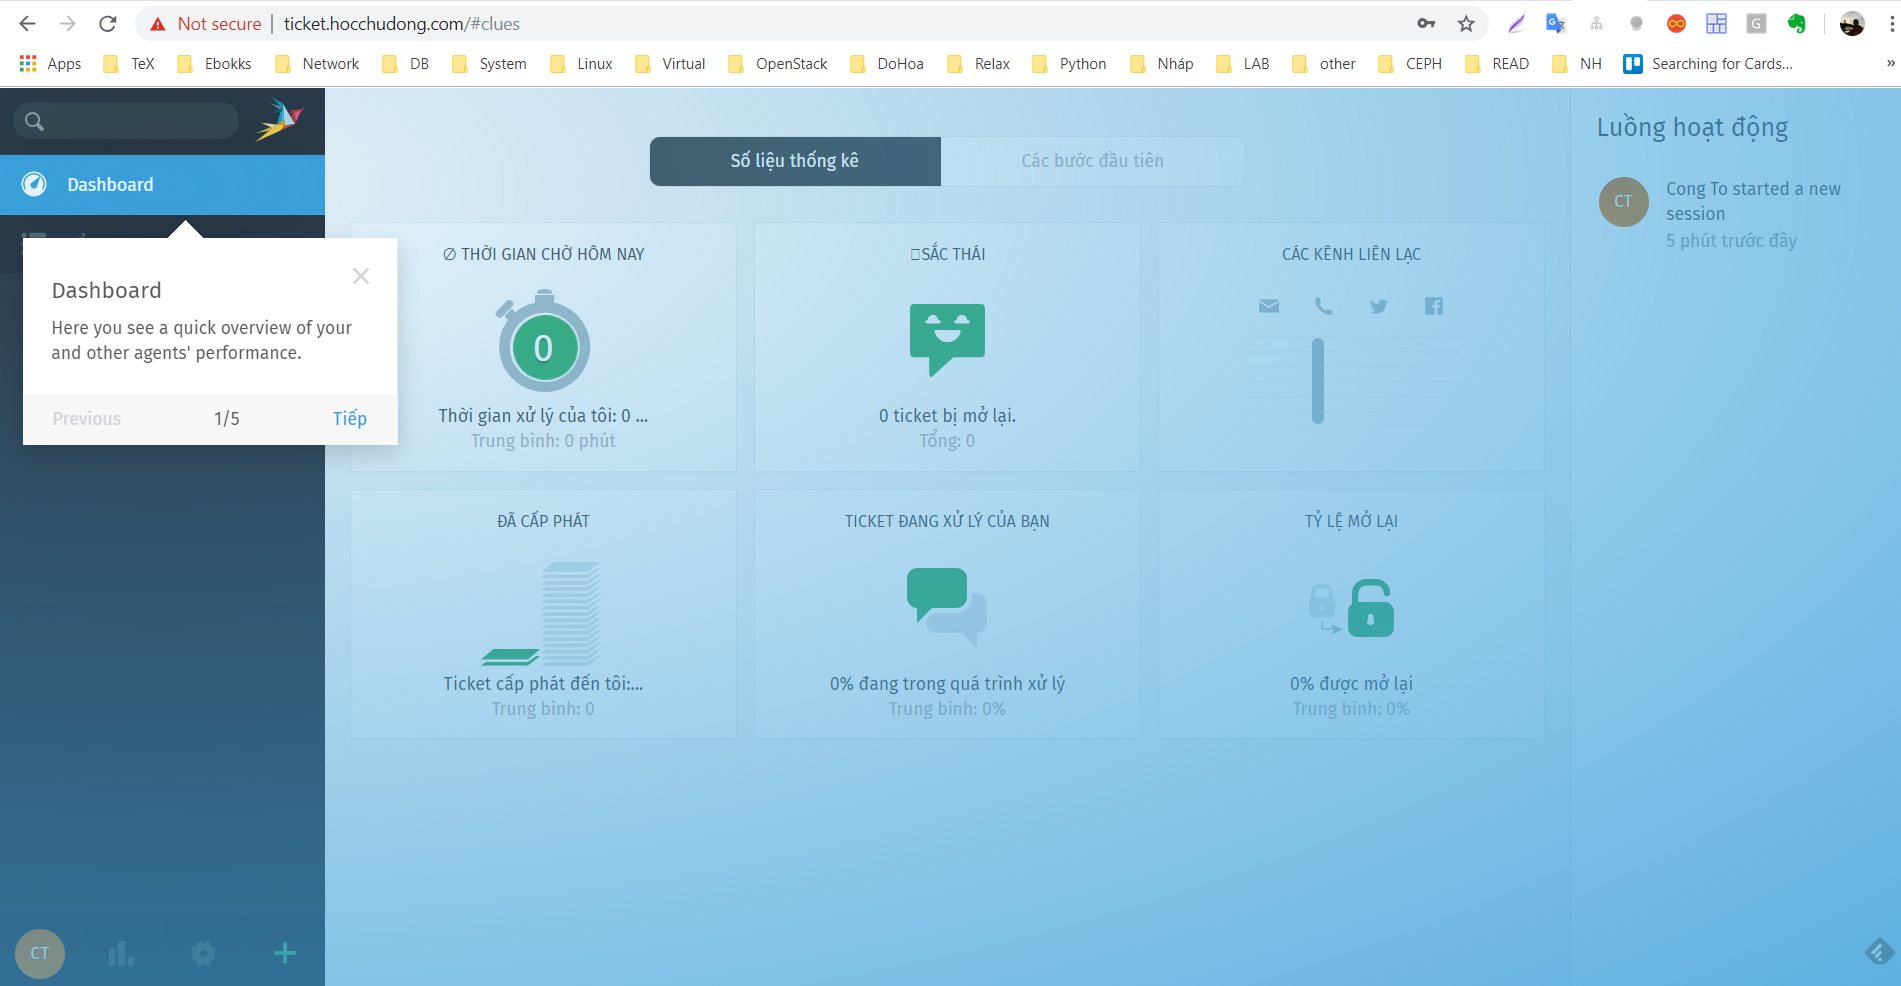 Not secure
ticket.hocchudong.com/#clues
Apps
TeX
Ebokks
Network
DB
System
Linux
Virtual
OpenStack
DoHoa
Relax
Python
Nháp
LAB
other
CEPH
READ
NH
Searching for Cards...
»
Dashboard
Dashboard
Here you see a quick overview of your
and other agents' performance.
Previous
1/5
Tiếp
CT
Số liệu thống kê
Các bước đầu tiên
∅ THỜI GIAN CHỜ HÔM NAY
0
Thời gian xử lý của tôi: 0 ...
Trung bình: 0 phút
SẮC THÁI
0 ticket bị mở lại.
Tổng: 0
CÁC KÊNH LIÊN LẠC
ĐÃ CẤP PHÁT
Ticket cấp phát đến tôi:...
Trung bình: 0
TICKET ĐANG XỬ LÝ CỦA BẠN
0% đang trong quá trình xử lý
Trung bình: 0%
TỶ LỆ MỞ LẠI
0% được mở lại
Trung bình: 0%
Luồng hoạt động
CT
Cong To started a new
session
5 phút trước đây